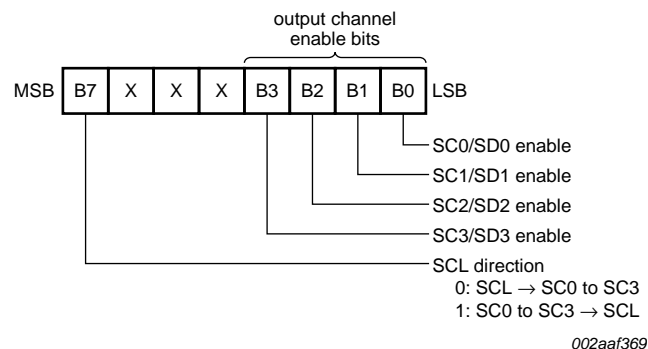 output channel
enable bits
MSB B7 X X X B3 B2 B1 B0 LSB
SC0/SD0 enable
SC1/SD1 enable
SC2/SD2 enable
SC3/SD3 enable
SCL direction
0: SCL → SC0 to SC3
1: SC0 to SC3 → SCL
002aaf369